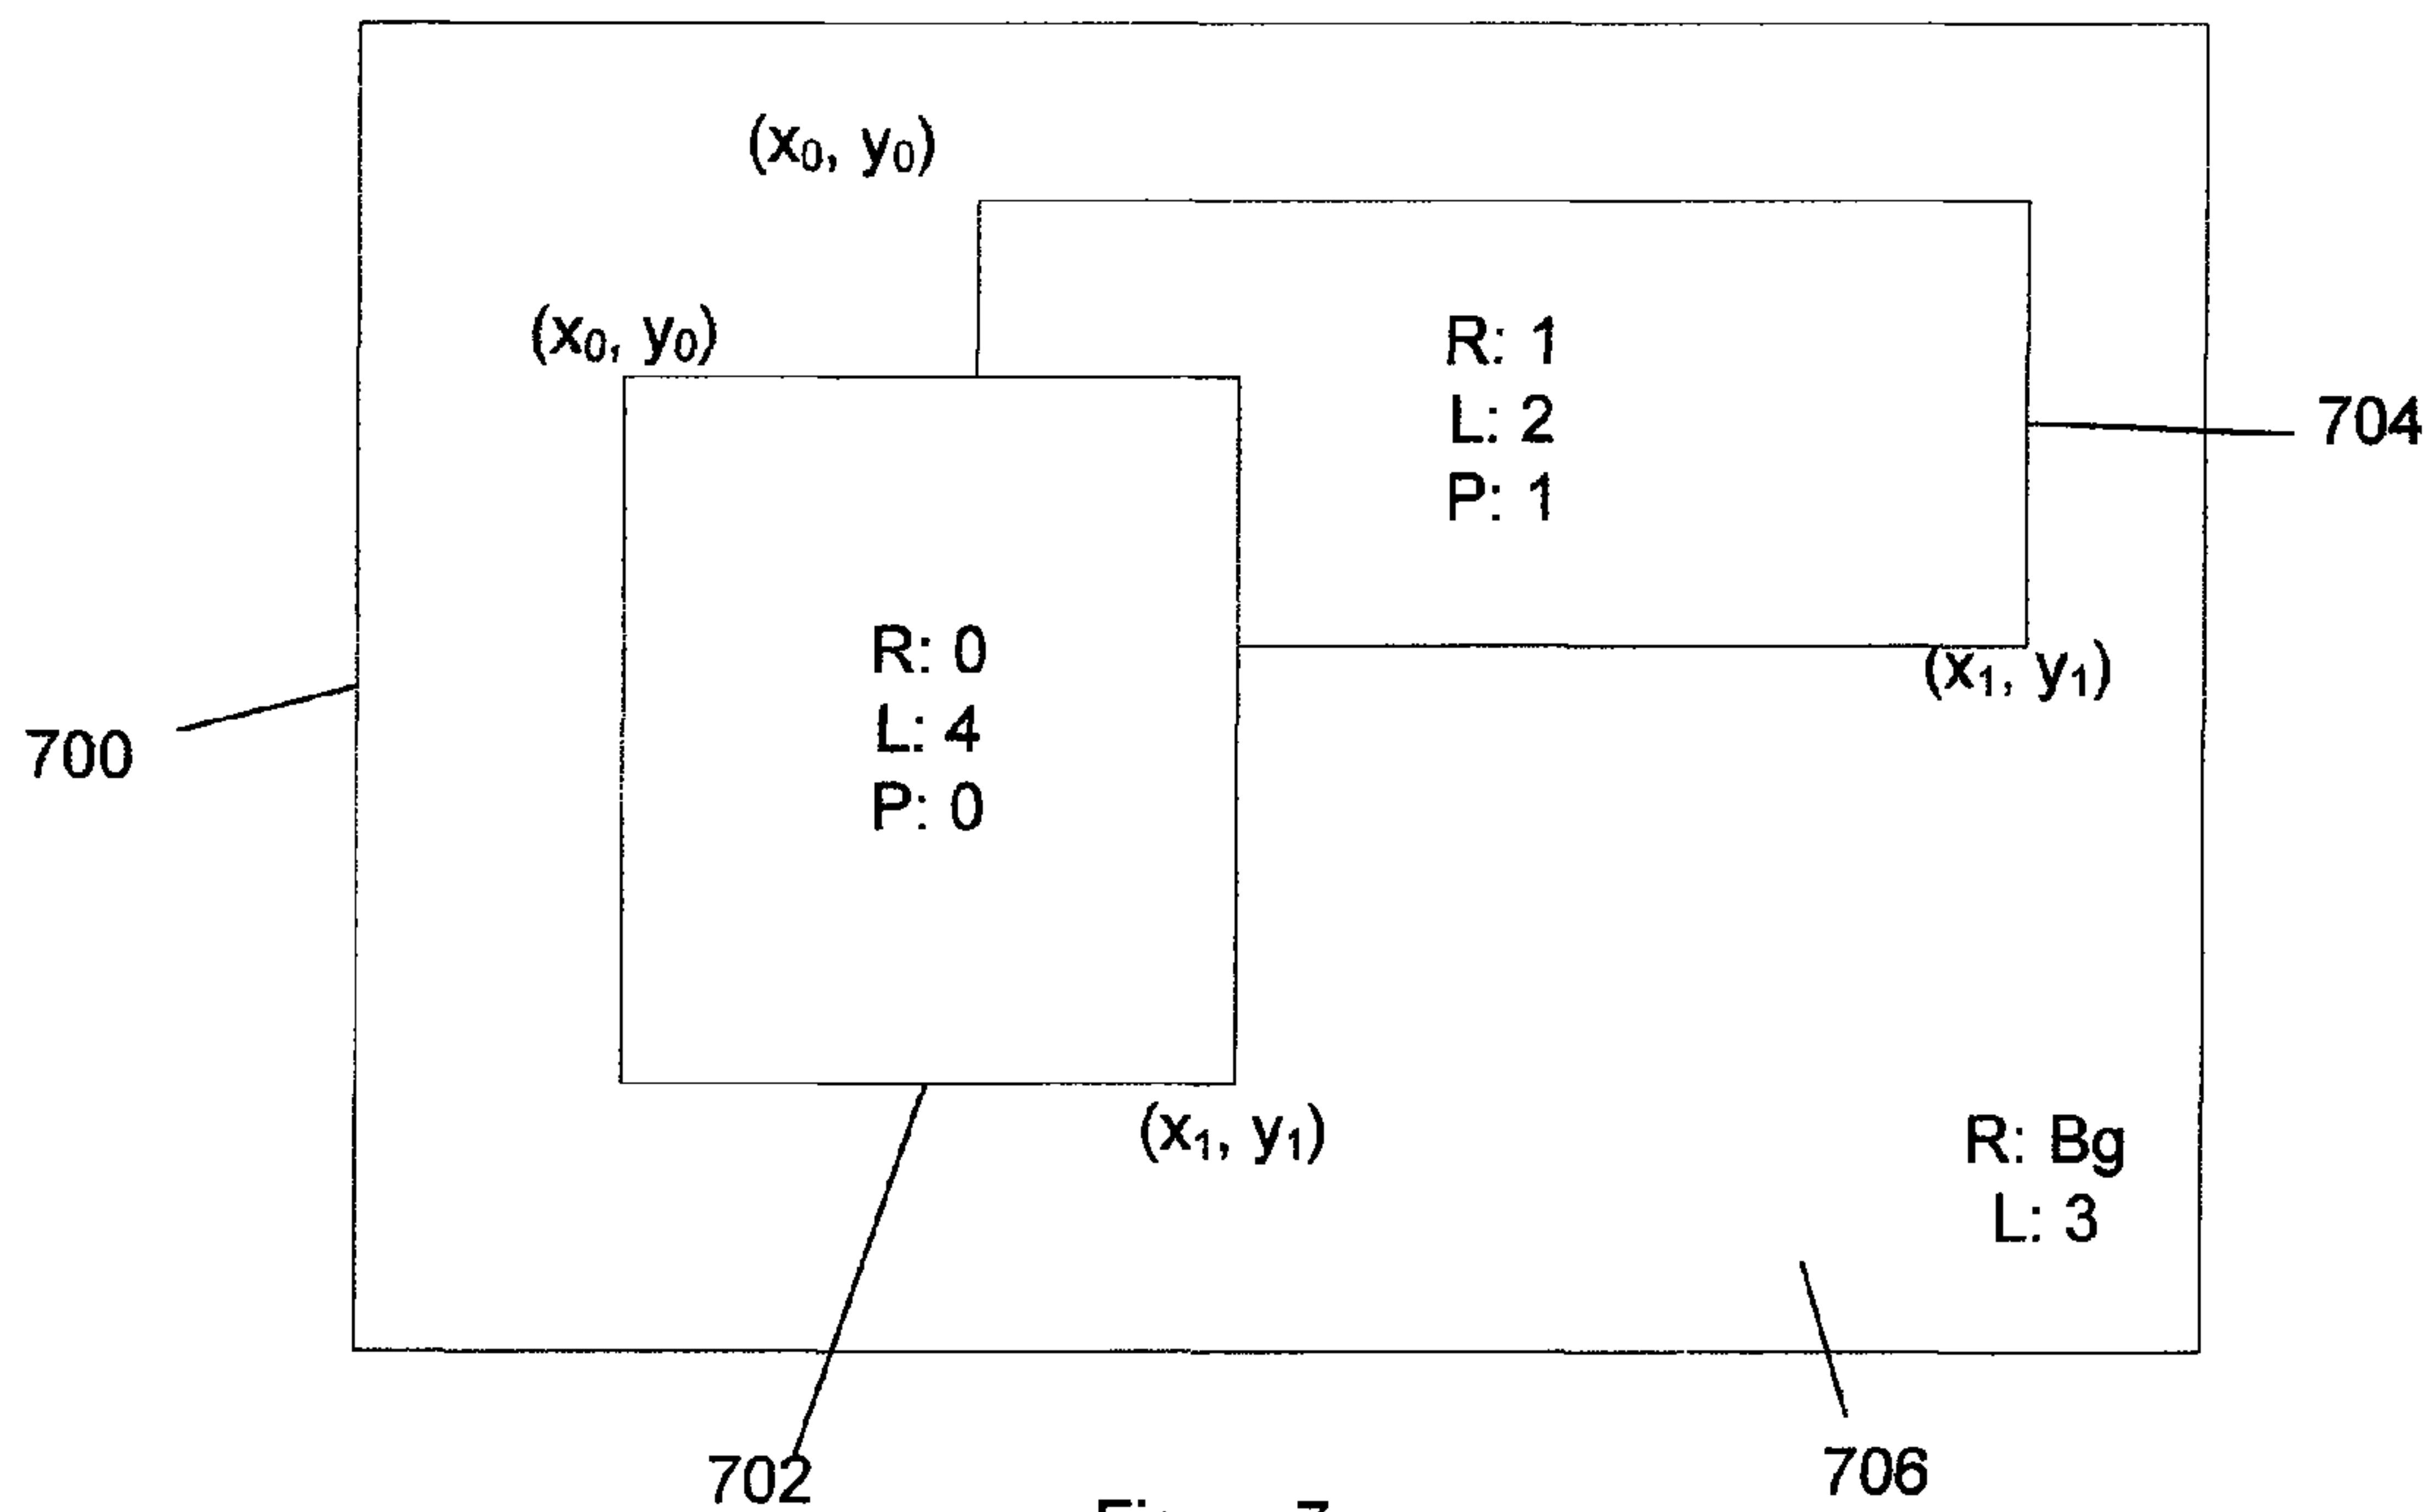 (x₀, y₀)
(x₀, y₀)
R: 1
L: 2
P: 1
704
(x₁, y₁)
R: 0
L: 4
P: 0
700
(x₁, y₁)
R: Bg
L: 3
702
706